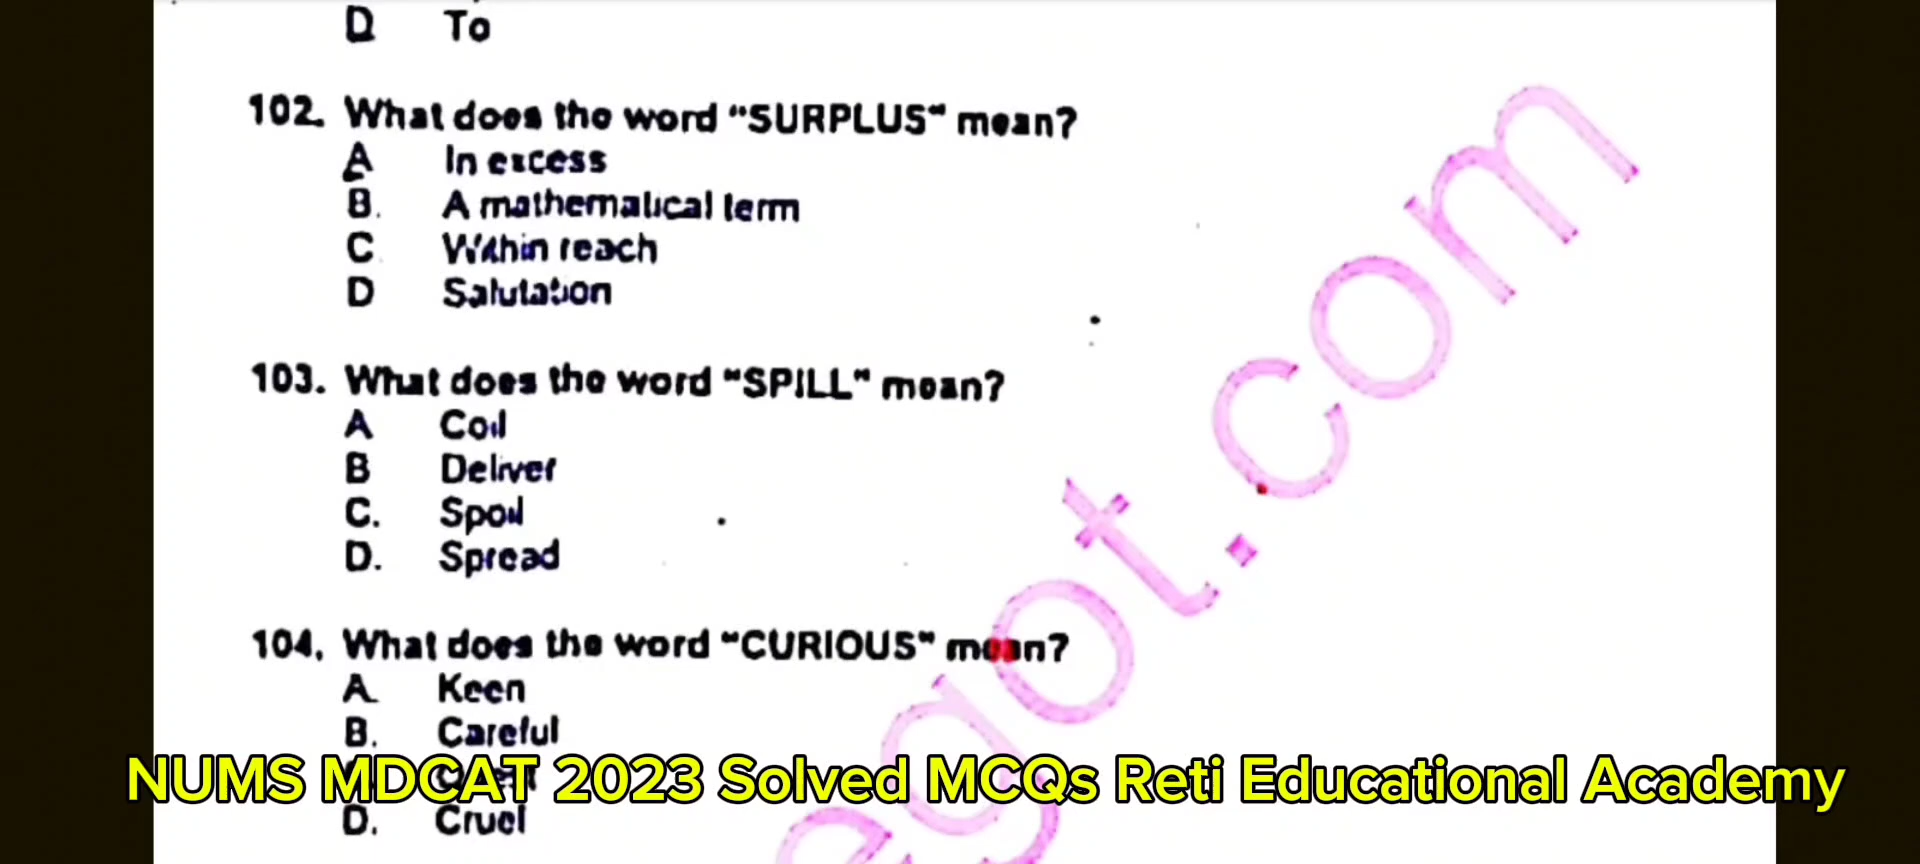 D To
102. What does the word "SURPLUS" mean?
A In excess
B. A mathematical term
C Within reach
D Salutation
103. What does the word "SPILL" mean?
A Coil
B Deliver
C. Spoil
D. Spread
104. What does the word "CURIOUS" mean?
A. Keen
B. Careful
NUMS MDCAT 2023 Solved MCQs Reti Educational Academy
D. Cruel
egot.com